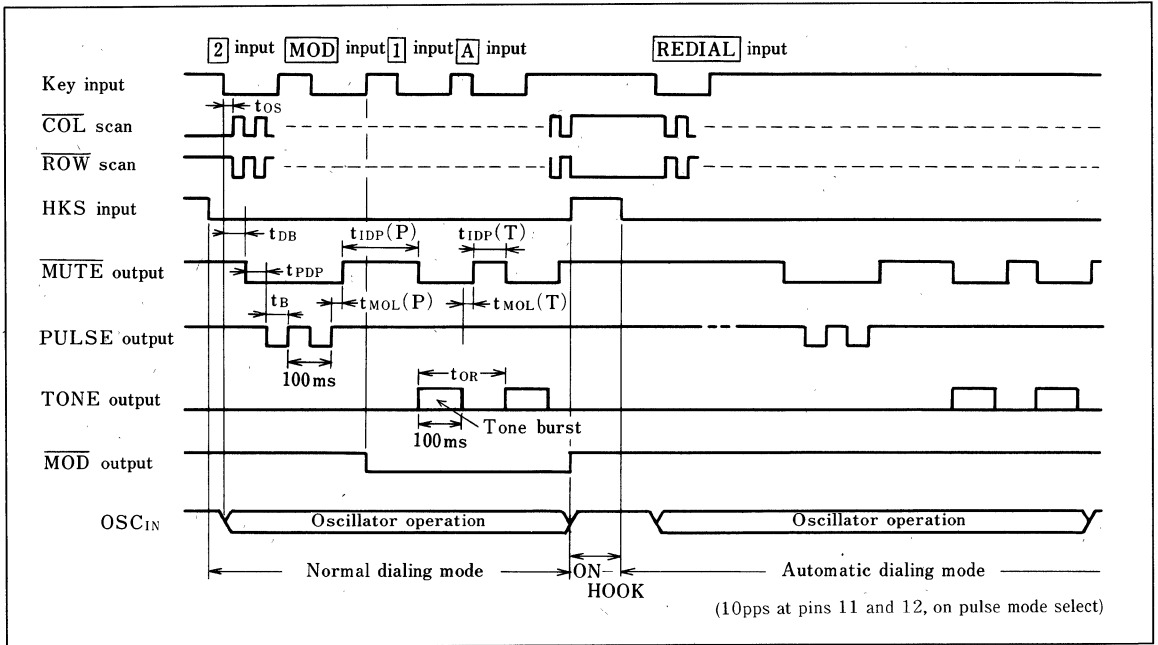 2 input MOD input 1 input A input REDIAL input
Key input
tOS
COL scan
ROW scan
HKS input
tDB tIDP(P) tIDP(T)
MUTE output
tPDP
tB tMOL(P) tMOL(T)
PULSE output
100ms
tOR
TONE output
Tone burst
100ms
MOD output
OSCIN Oscillator operation Oscillator operation
Normal dialing mode ON-HOOK Automatic dialing mode
(10pps at pins 11 and 12, on pulse mode select)